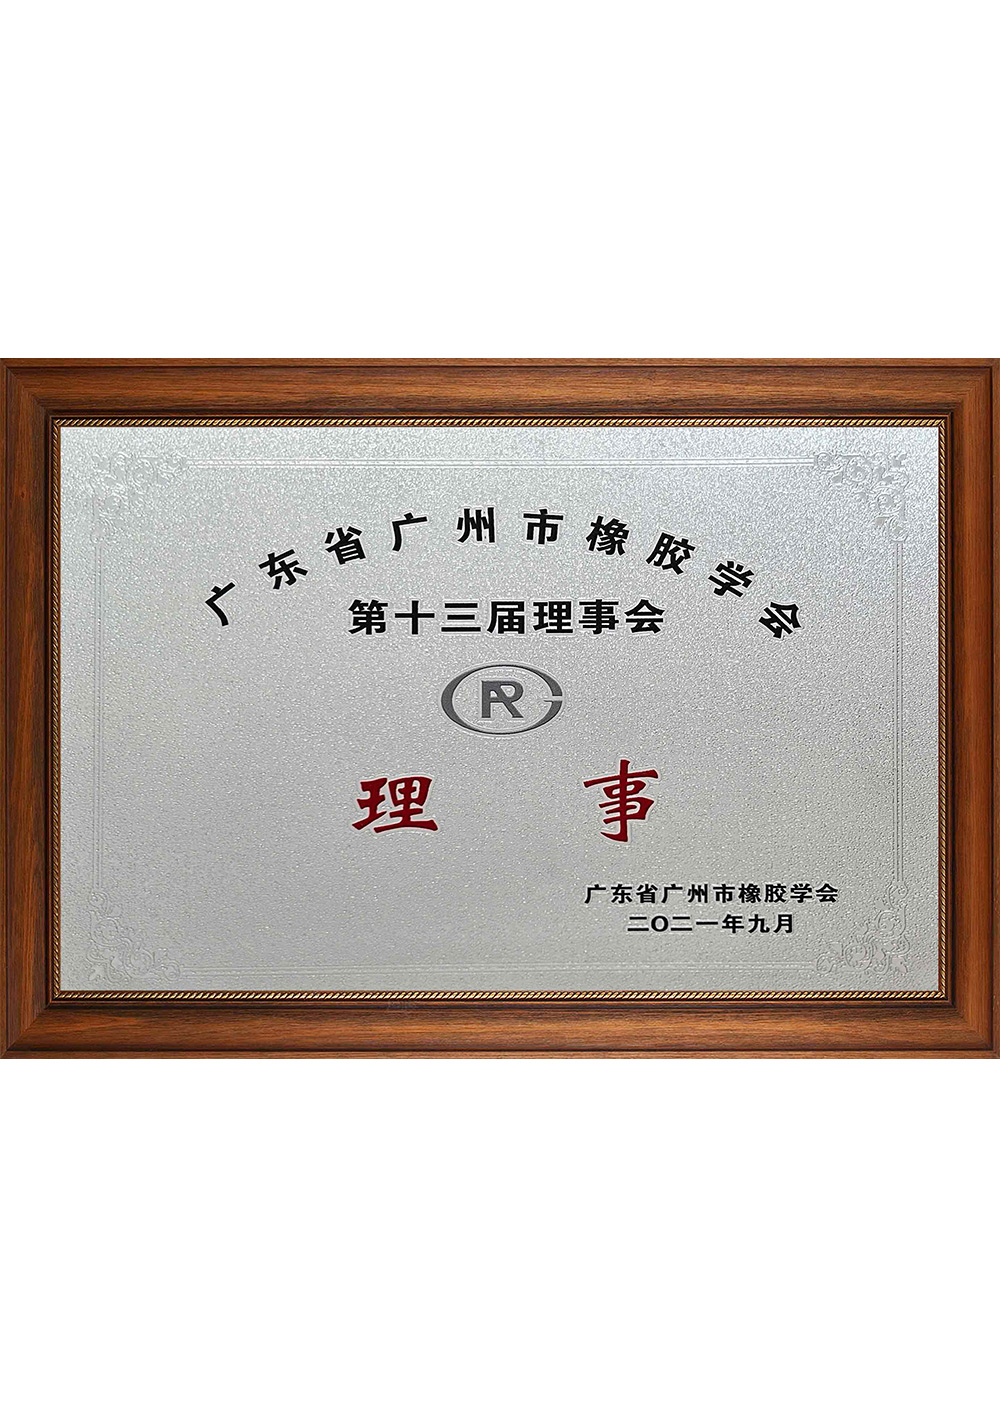 广东省广州市橡胶学会
第十三届理事会
R
理 事
广东省广州市橡胶学会
二〇二一年九月